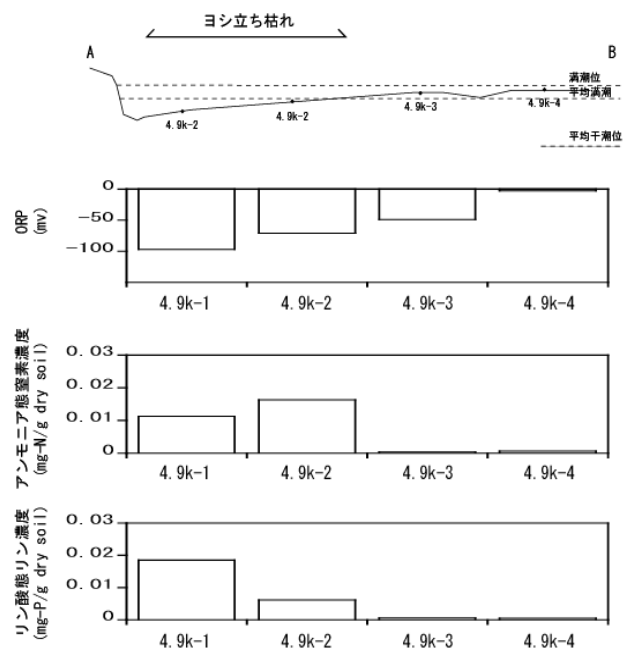 ヨシ立ち枯れ
A
B
満潮位
平均満潮
4.9k-2
4.9k-2
4.9k-3
4.9k-4
平均干潮位
ORP
(mv)
0
-50
-100
4.9k-1
4.9k-2
4.9k-3
4.9k-4
アンモニア態窒素濃度
(mg-N/g dry soil)
0.03
0.02
0.01
0
4.9k-1
4.9k-2
4.9k-3
4.9k-4
リン酸態リン濃度
(mg-P/g dry soil)
0.03
0.02
0.01
0
4.9k-1
4.9k-2
4.9k-3
4.9k-4